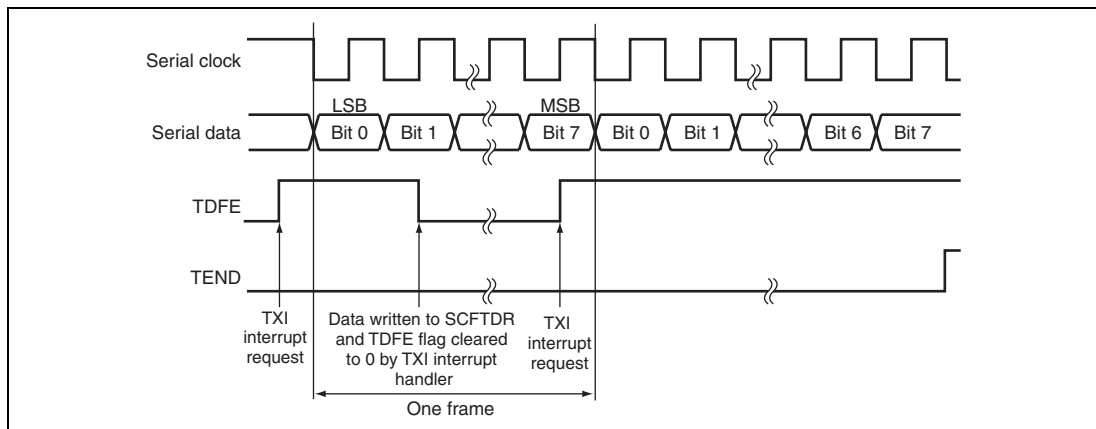 Serial clock
LSB
MSB
Serial data
Bit 0
Bit 1
Bit 7
Bit 0
Bit 1
Bit 6
Bit 7
TDFE
TEND
TXI
interrupt
request
Data written to SCFTDR
and TDFE flag cleared
to 0 by TXI interrupt
handler
TXI
interrupt
request
One frame